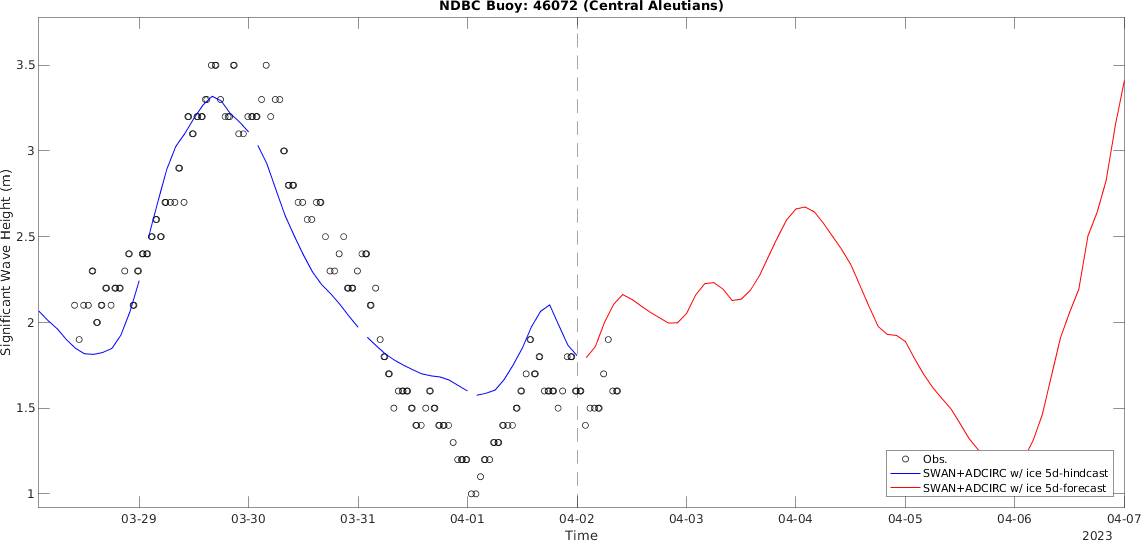 NDBC Buoy: 46072 (Central Aleutians)
Significant Wave Height (m)
3.5
3
2.5
2
1.5
1
Obs.
SWAN+ADCIRC w/ ice 5d-hindcast
SWAN+ADCIRC w/ ice 5d-forecast
03-29 03-30 03-31 04-01 04-02 04-03 04-04 04-05 04-06 04-07
Time
2023